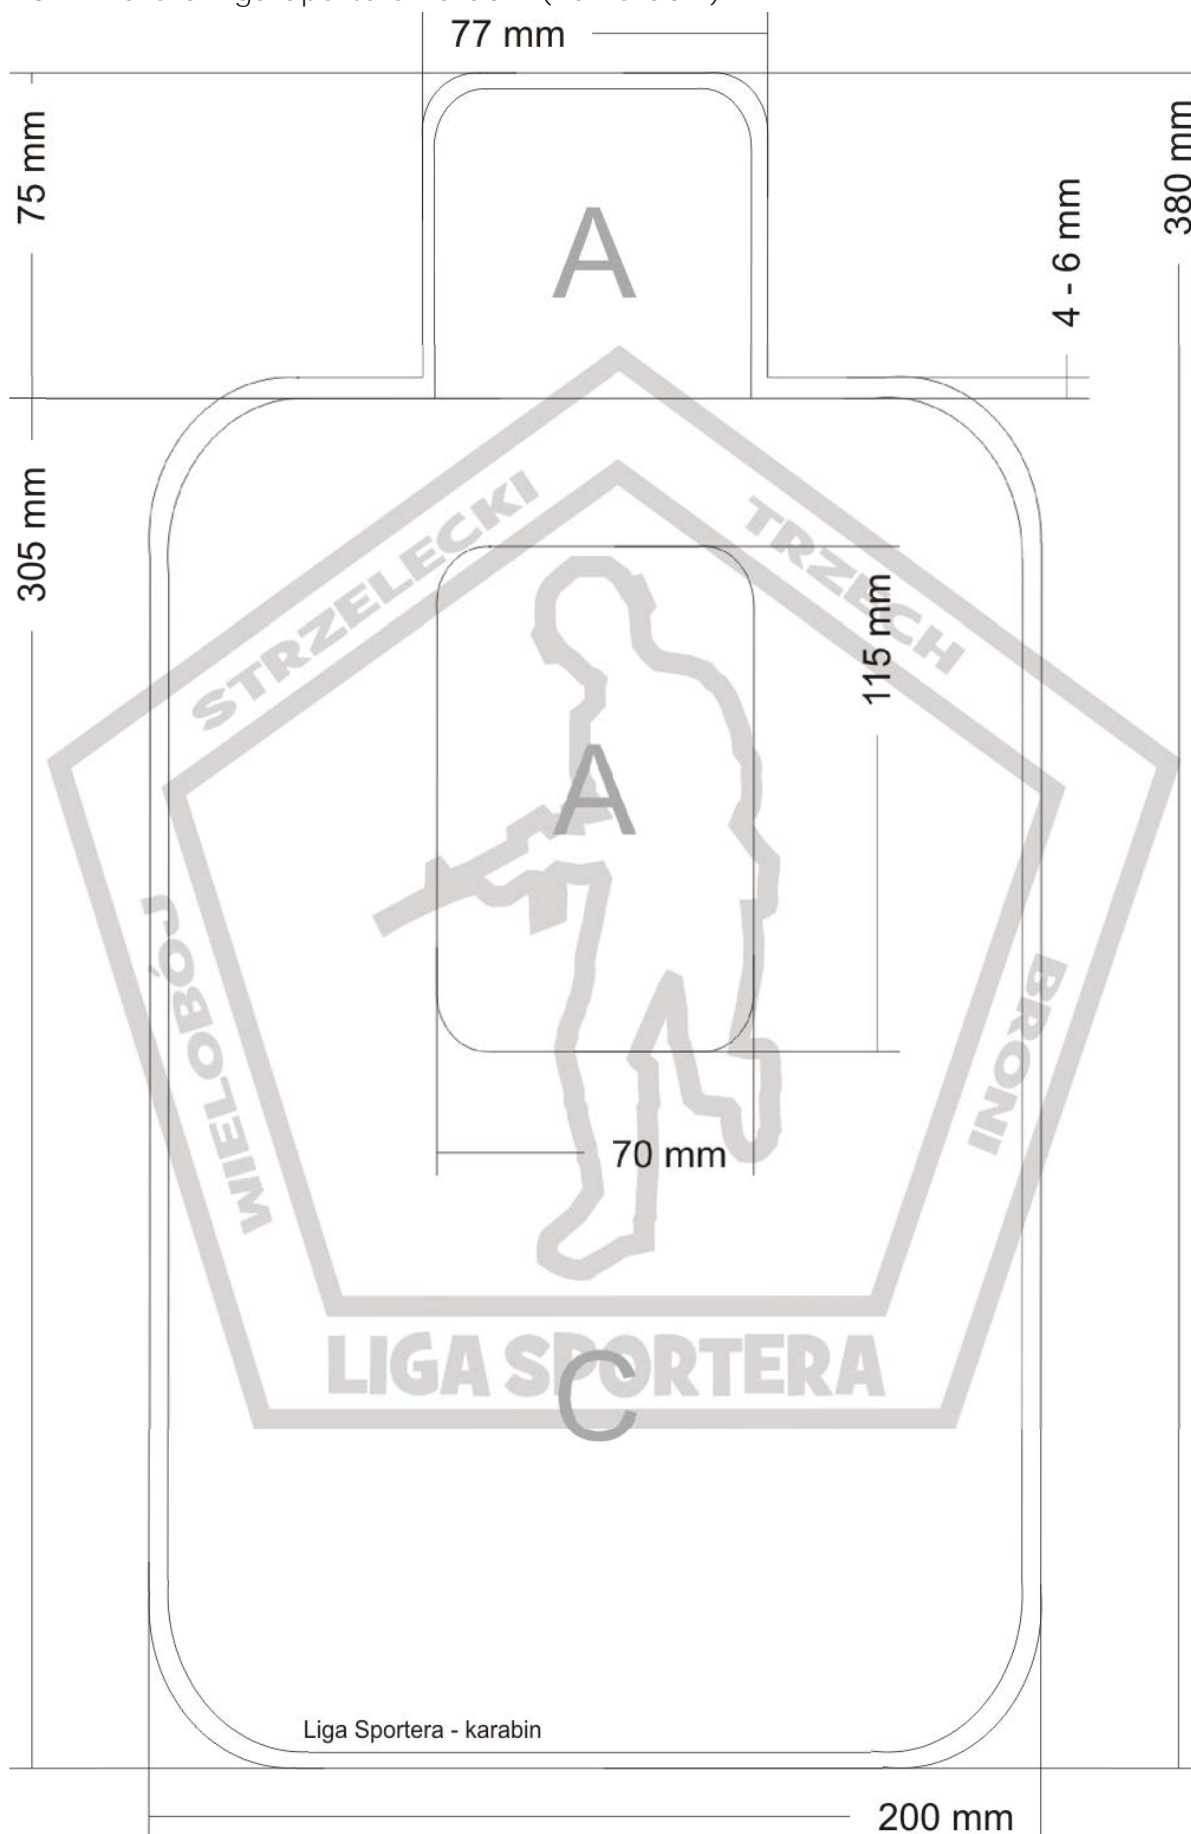 77 mm
75 mm
380 mm
4 - 6 mm
A
305 mm
STRZELECKI
TRZECH
115 mm
A
WIELOBÓJ
BRONI
70 mm
LIGA SPORTERA
C
Liga Sportera - karabin
200 mm